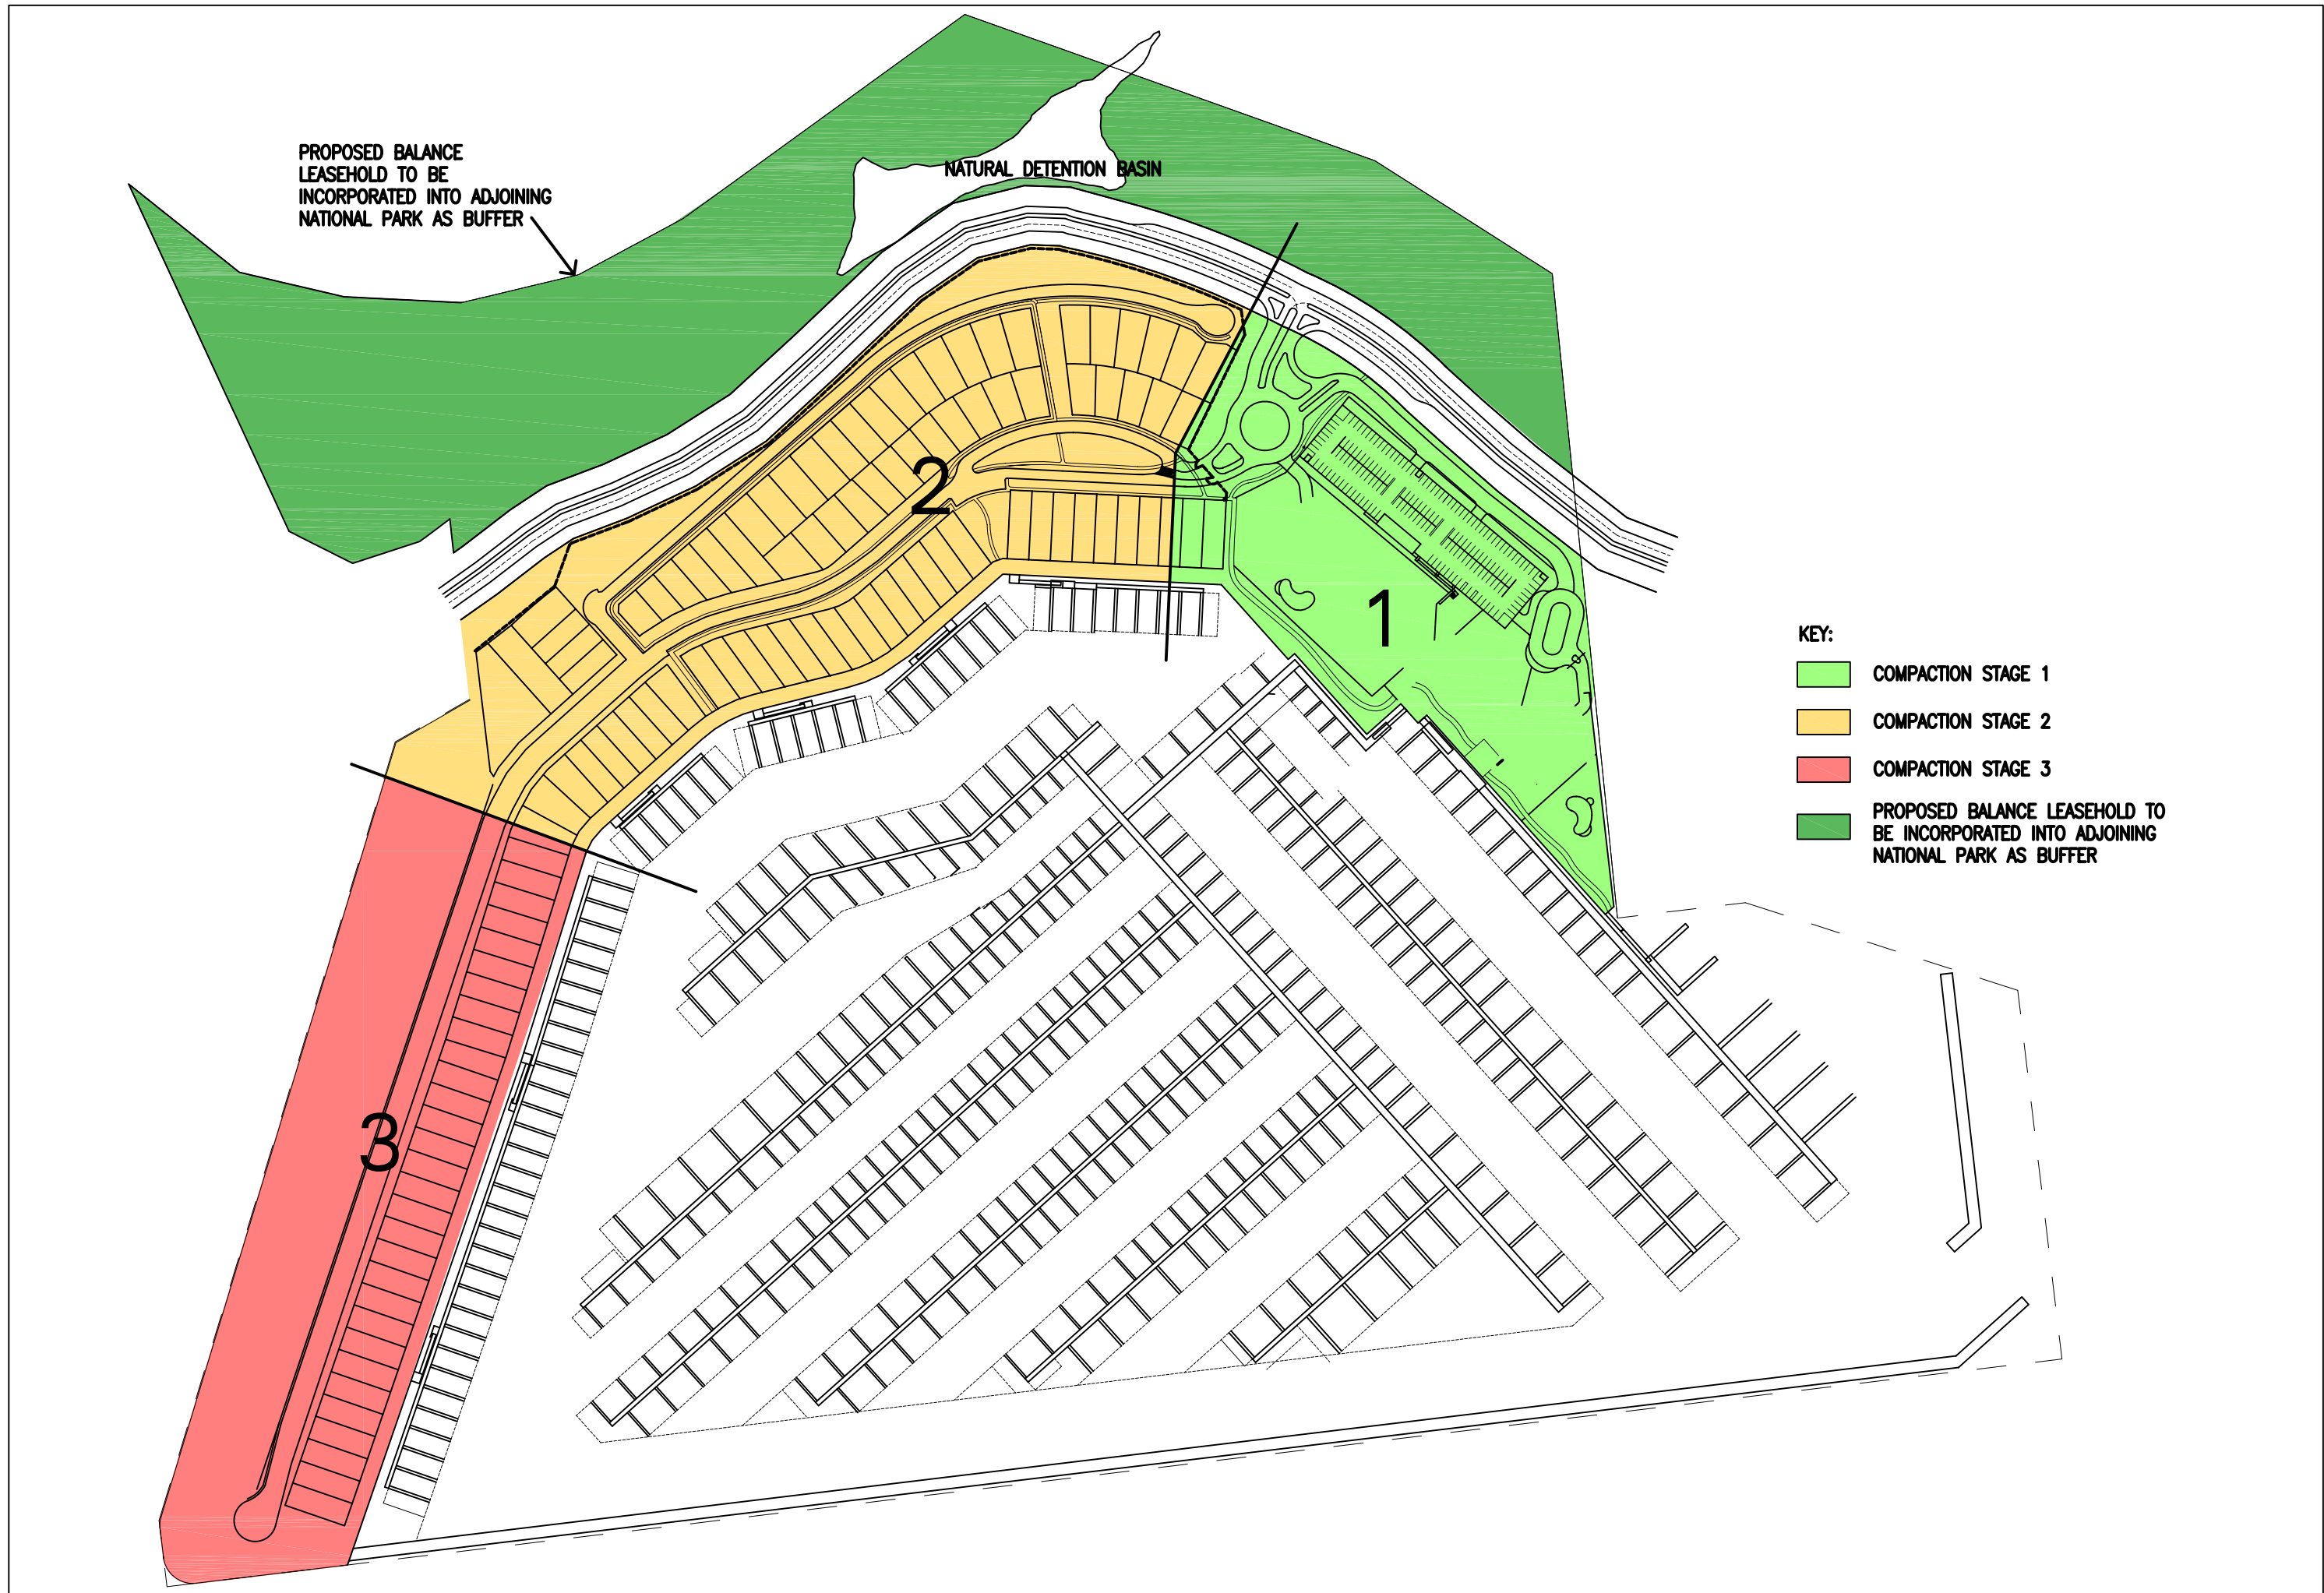 PROPOSED BALANCE
LEASEHOLD TO BE
INCORPORATED INTO ADJOINING
NATIONAL PARK AS BUFFER
NATURAL DETENTION BASIN
2
1
3
KEY:
COMPACTION STAGE 1
COMPACTION STAGE 2
COMPACTION STAGE 3
PROPOSED BALANCE LEASEHOLD TO
BE INCORPORATED INTO ADJOINING
NATIONAL PARK AS BUFFER